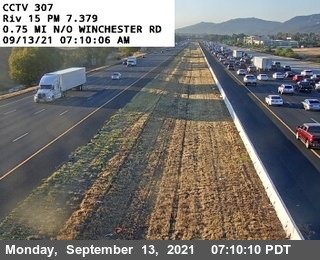 CCTV 307
Riv 15 PM 7.379
0.75 MI N/O WINCHESTER RD
09/13/21 07:10:06 AM
Monday, September 13, 2021 07:10:10 PDT